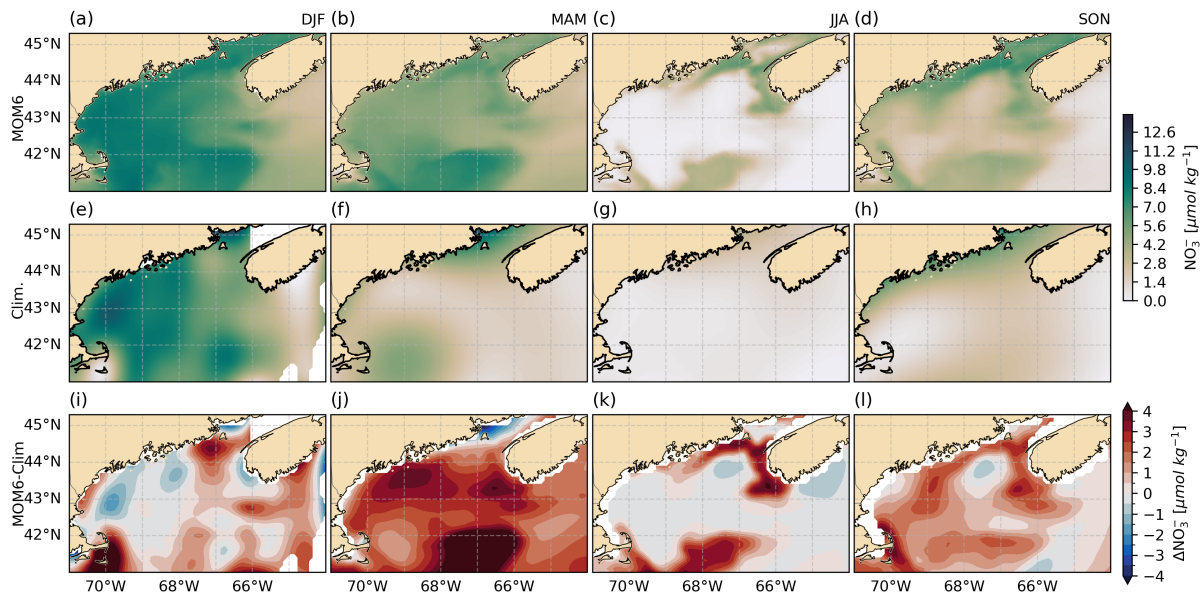 (a) DJF (b) MAM (c) JJA (d) SON
45°N
44°N
43°N
42°N
MOM6
(e) (f) (g) (h)
45°N
44°N
43°N
42°N
Clim.
12.6
11.2
9.8
8.4
7.0
5.6
4.2
2.8
1.4
0.0
NO₃⁻ [μmol kg⁻¹]
(i) (j) (k) (l)
45°N
44°N
43°N
42°N
MOM6-Clim
70°W 68°W 66°W 70°W 68°W 66°W 70°W 68°W 66°W 70°W 68°W 66°W
4
3
2
1
0
−1
−2
−3
−4
ΔNO₃⁻ [μmol kg⁻¹]